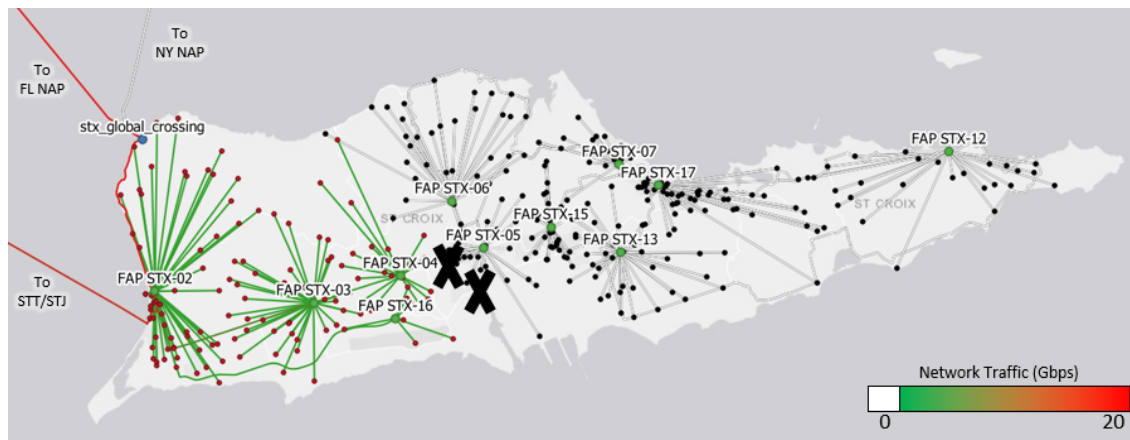 To
NY NAP
To
FL NAP
stx_global_crossing
FAP STX-12
FAP STX-07
FAP STX-17
FAP STX-06
ST CROIX
ST CROIX
FAP STX-15
FAP STX-05
FAP STX-13
FAP STX-04
FAP STX-02
To
STT/STJ
FAP STX-03
FAP STX-16
Network Traffic (Gbps)
0
20